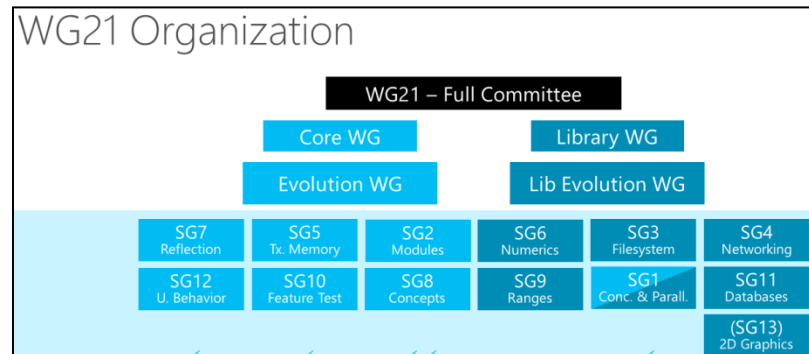 WG21 Organization
WG21 – Full Committee
Core WG
Library WG
Evolution WG
Lib Evolution WG
SG7
Reflection
SG5
Tx. Memory
SG2
Modules
SG6
Numerics
SG3
Filesystem
SG4
Networking
SG12
U. Behavior
SG10
Feature Test
SG8
Concepts
SG9
Ranges
SG1
Conc. & Parall.
SG11
Databases
(SG13)
2D Graphics